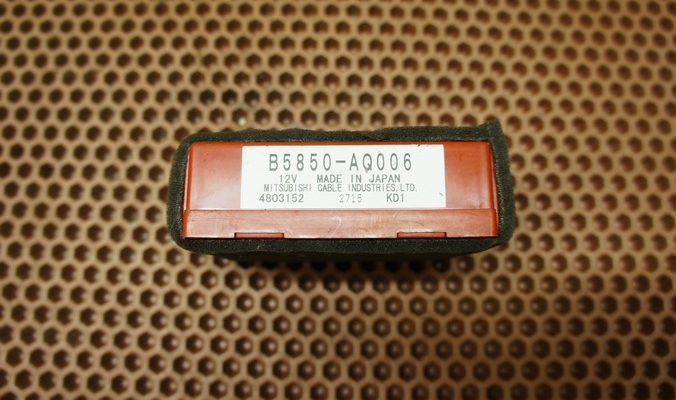 B5850-AQ006
12V MADE IN JAPAN
MITSUBISHI CABLE INDUSTRIES, LTD.
4803152 2715 KD1